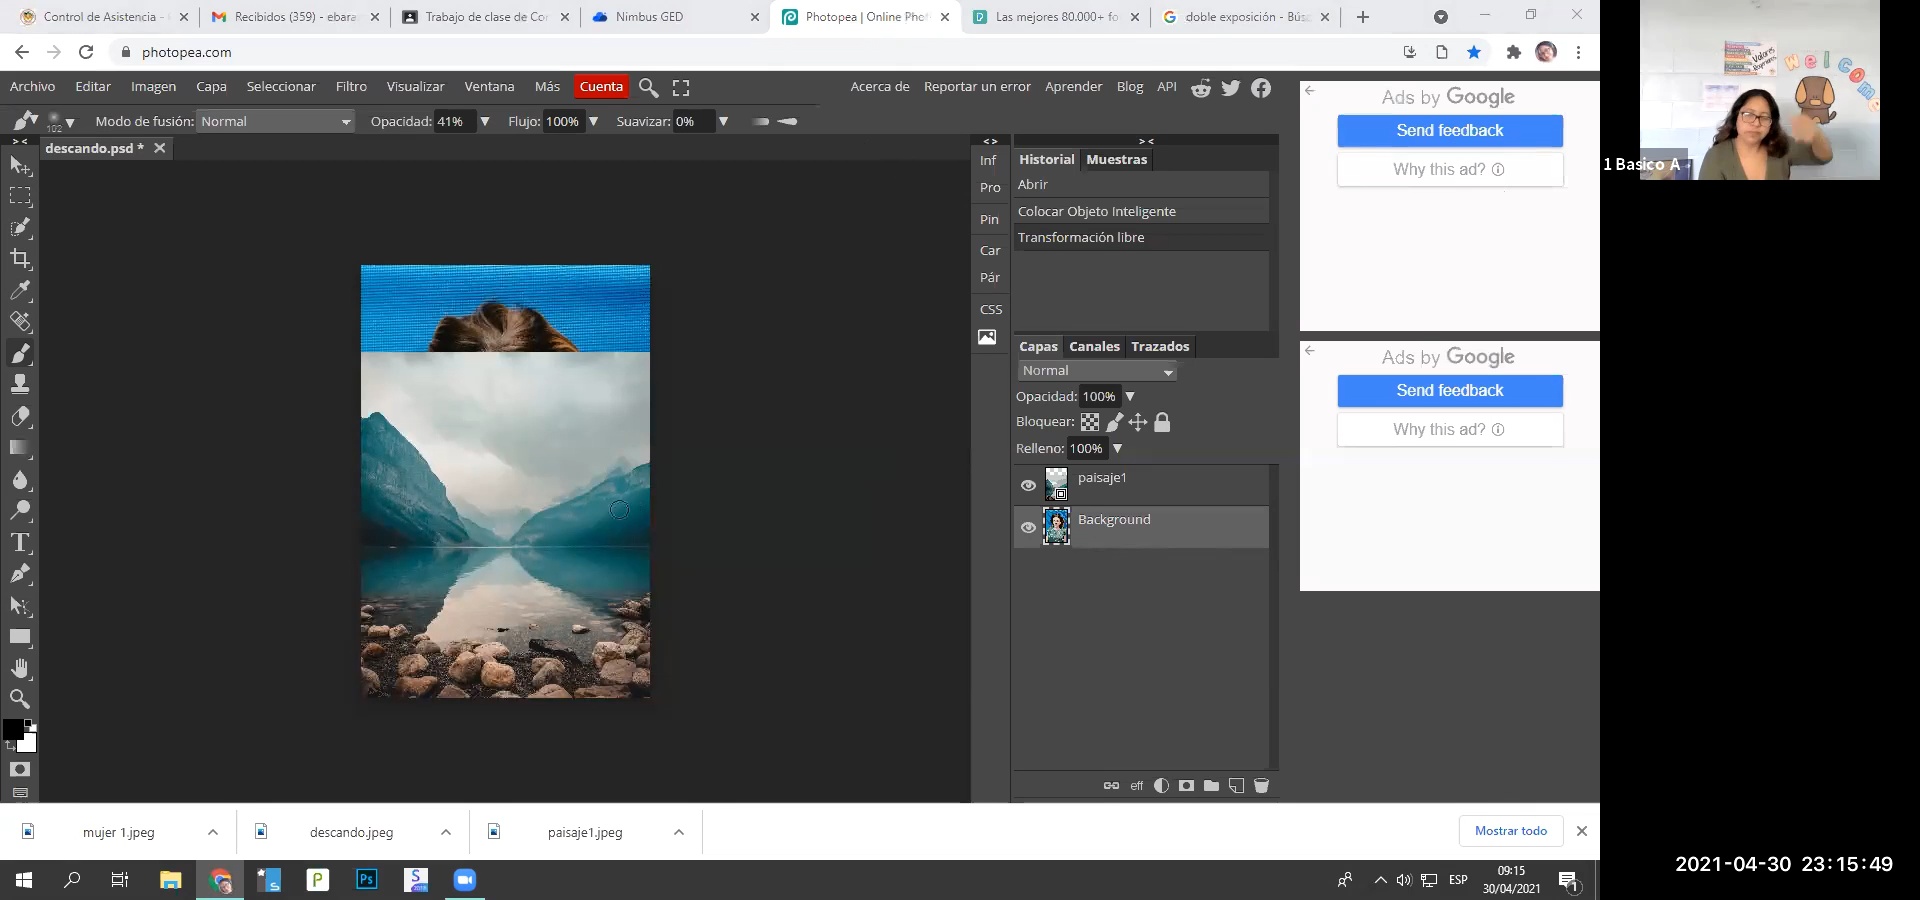 Control de Asistencia -
Recibidos (359) - ebara
Trabajo de clase de Co
Nimbus GED
Photopea | Online Phot
Las mejores 80.000+ fo
doble exposición - Bús
photopea.com
Archivo Editar Imagen Capa Seleccionar Filtro Visualizar Ventana Más Cuenta
Acerca de Reportar un error Aprender Blog API
102 Modo de fusión: Normal Opacidad: 41% Flujo: 100% Suavizar: 0%
descando.psd *
Inf
Pro
Pin
Car
Pár
CSS
Historial Muestras
Abrir
Colocar Objeto Inteligente
Transformación libre
Capas Canales Trazados
Normal
Opacidad: 100%
Bloquear:
Relleno: 100%
paisaje1
Background
eff
Ads by Google
Send feedback
Why this ad?
Ads by Google
Send feedback
Why this ad?
Valores
welcome
1 Basico A
mujer 1.jpeg
descando.jpeg
paisaje1.jpeg
Mostrar todo
ESP
09:15
30/04/2021
1
2021-04-30 23:15:49